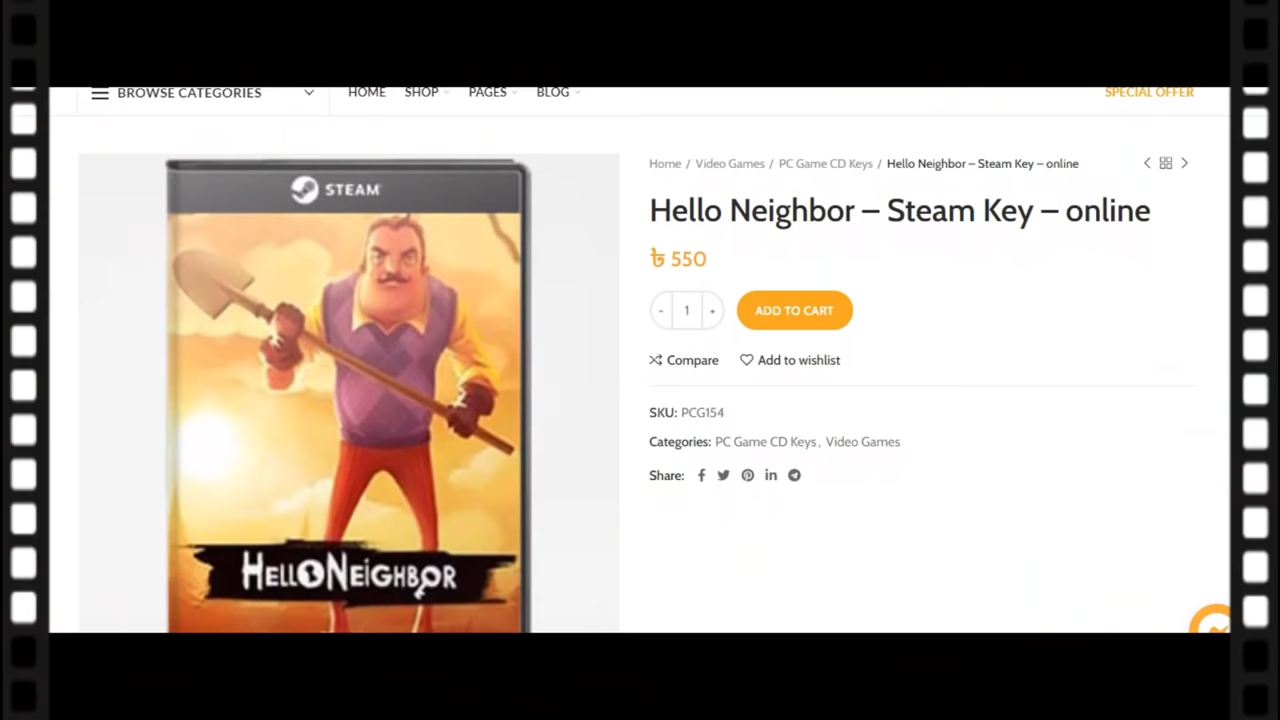 BROWSE CATEGORIES
HOME
SHOP
PAGES
BLOG
SPECIAL OFFER
STEAM
HELLO NEIGHBOR
Home / Video Games / PC Game CD Keys / Hello Neighbor – Steam Key – online
Hello Neighbor – Steam Key – online
৳ 550
- 1 +
ADD TO CART
Compare
Add to wishlist
SKU: PCG154
Categories: PC Game CD Keys, Video Games
Share: